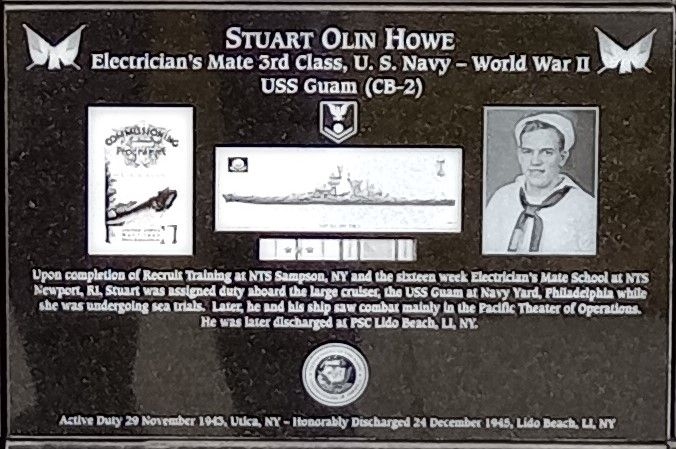 Stuart Olin Howe
Electrician's Mate 3rd Class, U. S. Navy – World War II
USS Guam (CB-2)
Commissioning
Programme
Upon completion of Recruit Training at NTS Sampson, NY and the sixteen week Electrician's Mate School at NTS
Newport, RI, Stuart was assigned duty aboard the large cruiser, the USS Guam at Navy Yard, Philadelphia while
she was undergoing sea trials. Later, he and his ship saw combat mainly in the Pacific Theater of Operations.
He was later discharged at PSC Lido Beach, LI, NY.
Active Duty 29 November 1943, Utica, NY – Honorably Discharged 24 December 1945, Lido Beach, LI, NY